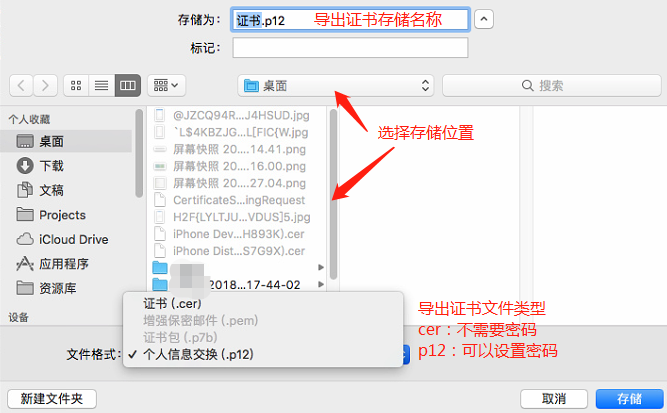 存储为：
证书.p12
导出证书存储名称
标记：
桌面
搜索
选择存储位置
个人收藏
桌面
下载
文稿
Projects
iCloud Drive
应用程序
资源库
设备
@JZCQ94R...J4HSUD.jpg
`L$4KBZJG...L[FIC{W.jpg
屏幕快照 20....14.41.png
屏幕快照 20....16.00.png
屏幕快照 20....27.04.png
CertificateS...ingRequest
H2F{LYLTJU...VDUS]5.jpg
iPhone Dev...H893K).cer
iPhone Dist...S7G9X).cer
2018...17-44-02
导出证书文件类型
cer：不需要密码
p12：可以设置密码
文件格式：
证书 (.cer)
增强保密邮件 (.pem)
证书包 (.p7b)
✓ 个人信息交换 (.p12)
新建文件夹
取消
存储